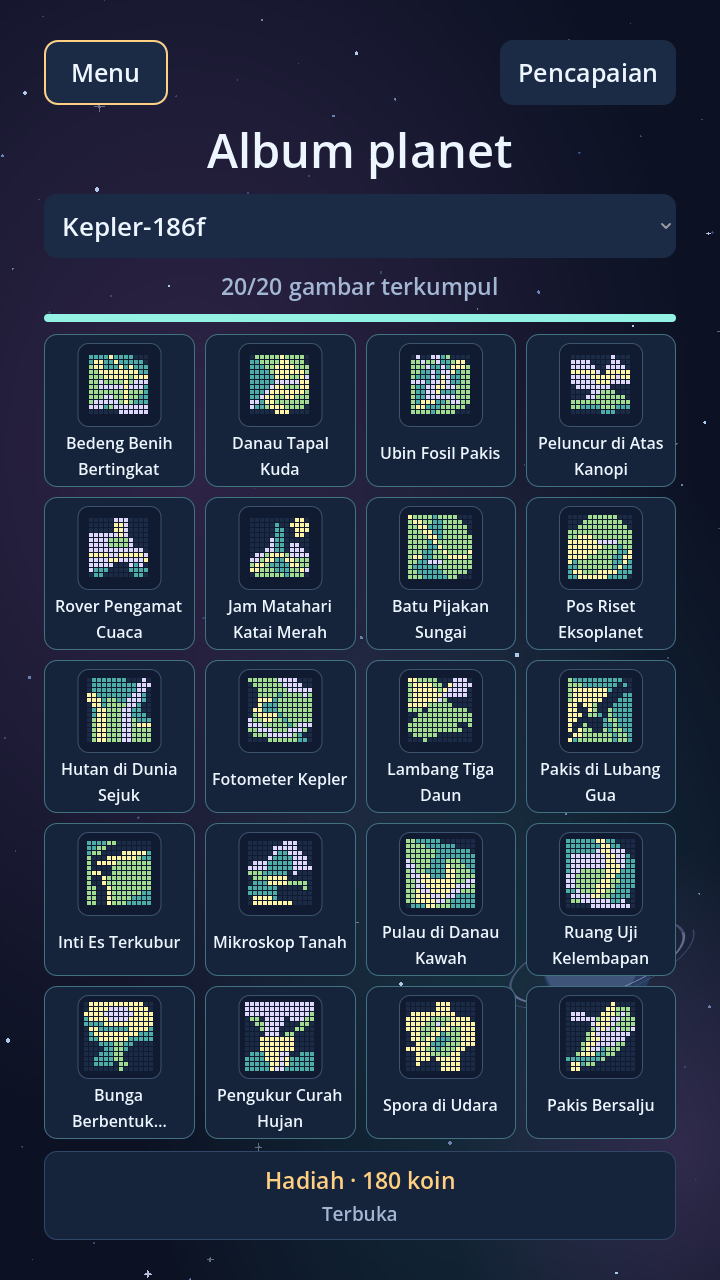 Menu
Pencapaian
Album planet
Kepler-186f
20/20 gambar terkumpul
Bedeng Benih
Bertingkat
Danau Tapal
Kuda
Ubin Fosil Pakis
Peluncur di Atas
Kanopi
Rover Pengamat
Cuaca
Jam Matahari
Katai Merah
Batu Pijakan
Sungai
Pos Riset
Eksoplanet
Hutan di Dunia
Sejuk
Fotometer Kepler
Lambang Tiga
Daun
Pakis di Lubang
Gua
Inti Es Terkubur
Mikroskop Tanah
Pulau di Danau
Kawah
Ruang Uji
Kelembapan
Bunga
Berbentuk...
Pengukur Curah
Hujan
Spora di Udara
Pakis Bersalju
Hadiah · 180 koin
Terbuka